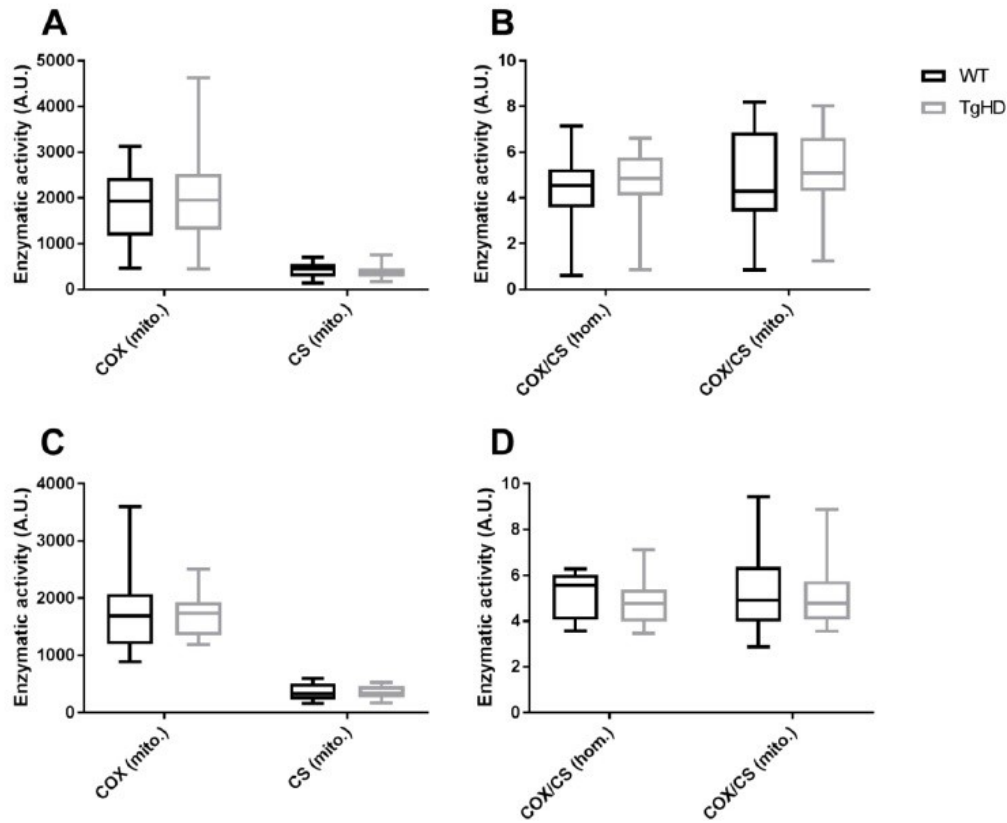 A
Enzymatic activity (A.U.)
5000
4000
3000
2000
1000
0
COX (mito.)
CS (mito.)
B
Enzymatic activity (A.U.)
10
8
6
4
2
0
COX/CS (hom.)
COX/CS (mito.)
WT
TgHD
C
Enzymatic activity (A.U.)
4000
3000
2000
1000
0
COX (mito.)
CS (mito.)
D
Enzymatic activity (A.U.)
10
8
6
4
2
0
COX/CS (hom.)
COX/CS (mito.)